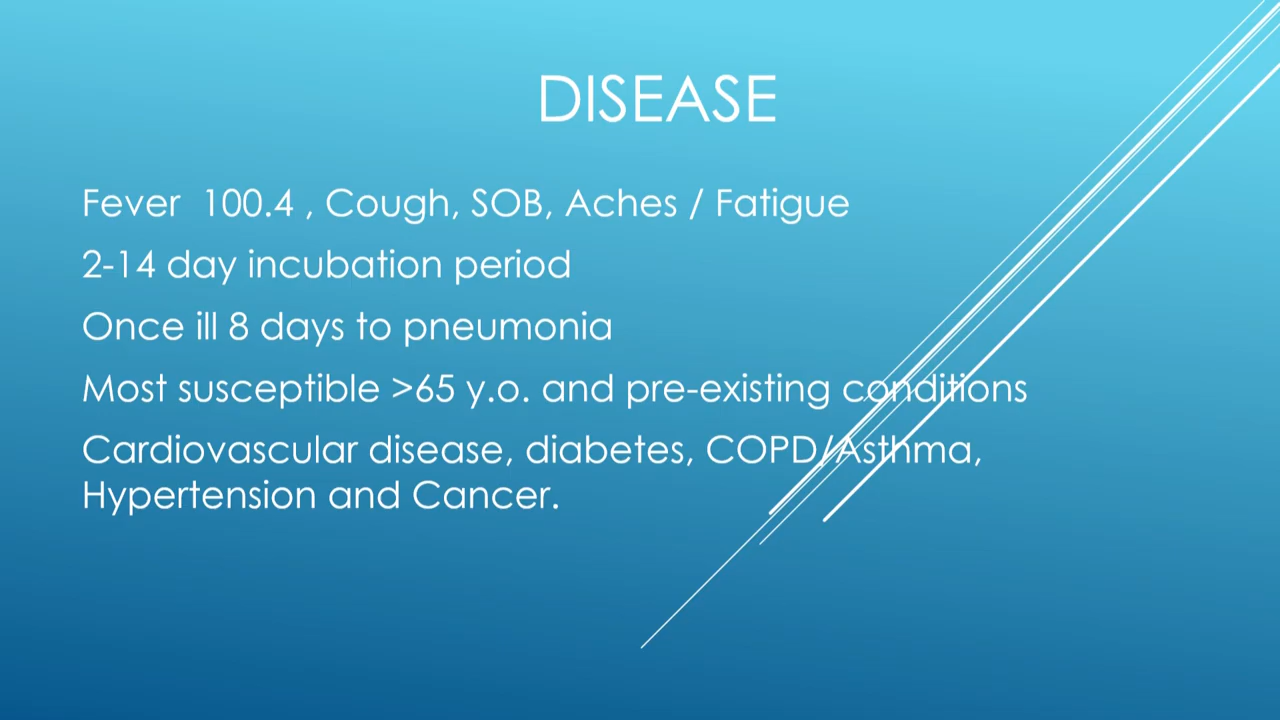 DISEASE
Fever  100.4 , Cough, SOB, Aches / Fatigue
2-14 day incubation period
Once ill 8 days to pneumonia
Most susceptible >65 y.o. and pre-existing conditions
Cardiovascular disease, diabetes, COPD/Asthma,
Hypertension and Cancer.